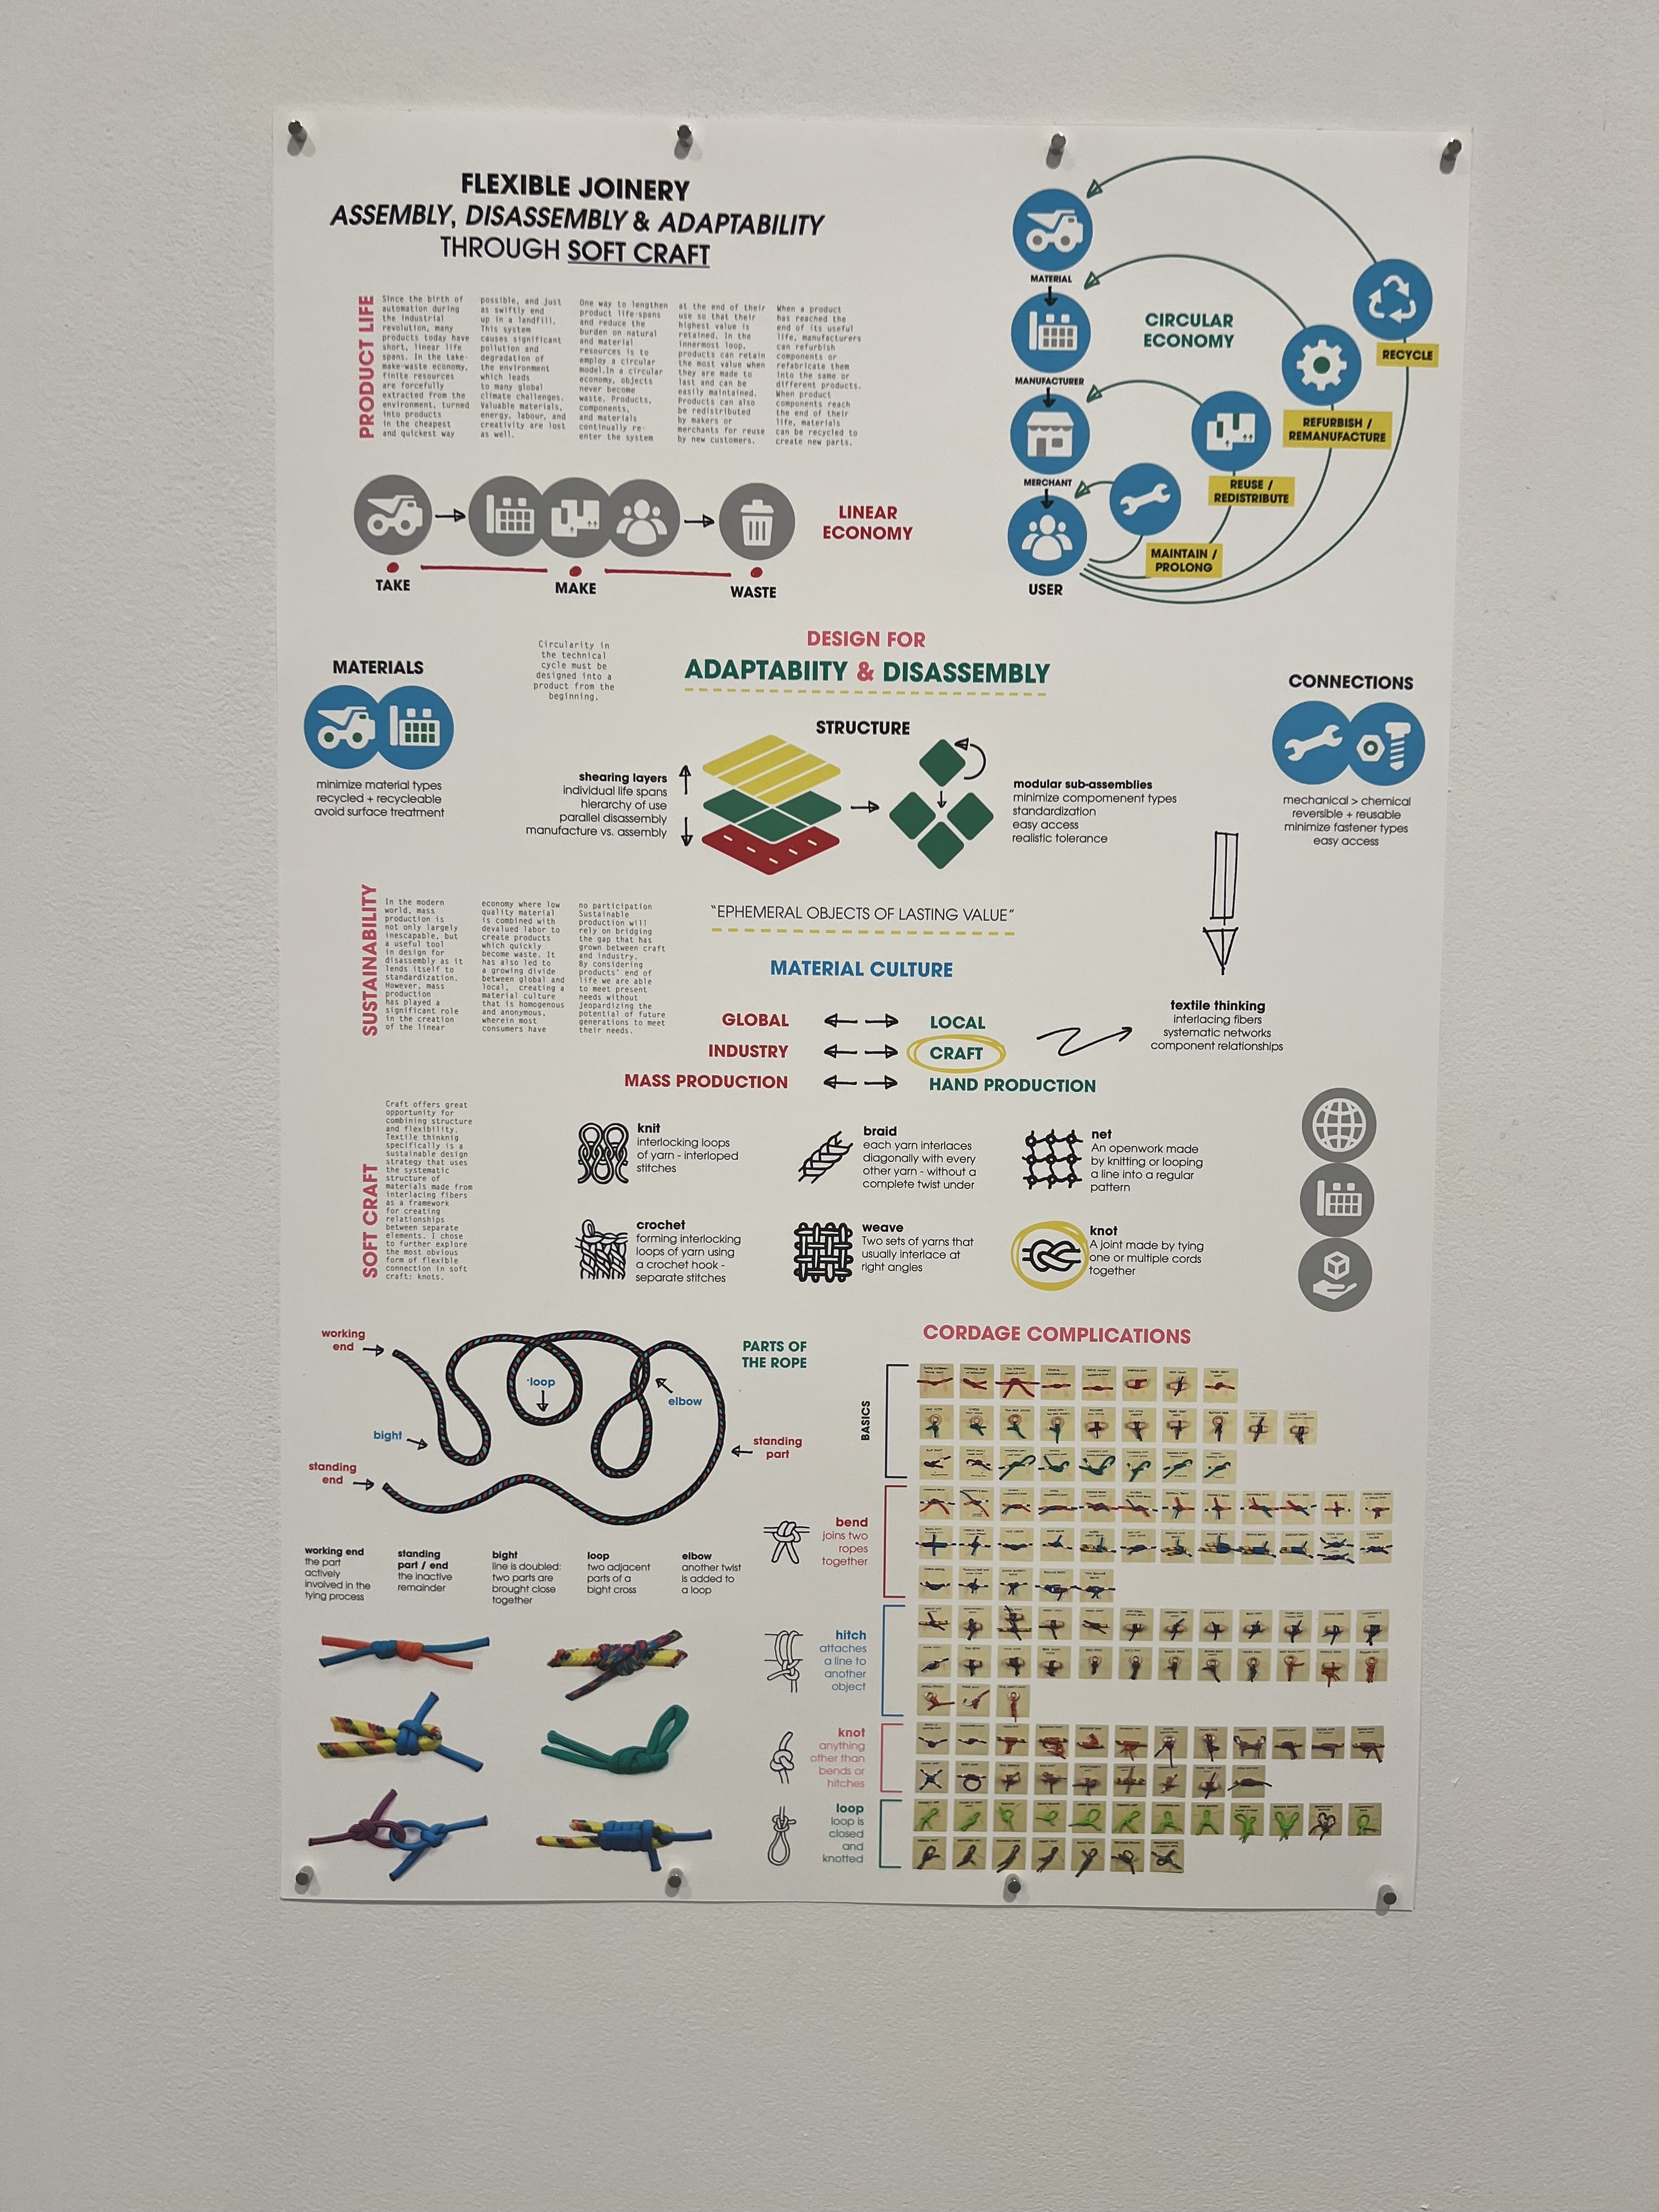 FLEXIBLE JOINERY
ASSEMBLY, DISASSEMBLY & ADAPTABILITY
THROUGH SOFT CRAFT
PRODUCT LIFE
Since the birth of
automation during
the industrial
revolution, many
products today have
short, linear life
spans. In the take-
make-waste economy,
finite resources
are forcefully
extracted from the
environment, turned
into products
in the cheapest
and quickest way
possible, and just
as swiftly end
up in a landfill.
This system
causes significant
pollution and
degradation of
the environment
which leads
to many global
climate challenges.
Valuable materials,
energy, labour, and
creativity are lost
as well.
One way to lengthen
product life-spans
and reduce the
burden on natural
and material
resources is to
employ a circular
model.In a circular
economy, objects
never become
waste. Products,
components,
and materials
continually re-
enter the system
at the end of their
use so that their
highest value is
retained. In the
innermost loop,
products can retain
the most value when
they are made to
last and can be
easily maintained.
Products can also
be redistributed
by makers or
merchants for reuse
by new customers.
When a product
has reached the
end of its useful
life, manufacturers
can refurbish
components or
refabricate them
into the same or
different products.
When product
components reach
the end of their
life, materials
can be recycled to
create new parts.
TAKE
MAKE
WASTE
LINEAR
ECONOMY
MATERIAL
MANUFACTURER
MERCHANT
USER
CIRCULAR
ECONOMY
RECYCLE
REFURBISH /
REMANUFACTURE
REUSE /
REDISTRIBUTE
MAINTAIN /
PROLONG
MATERIALS
minimize material types
recycled + recycleable
avoid surface treatment
Circularity in
the technical
cycle must be
designed into a
product from the
beginning.
DESIGN FOR
ADAPTABIITY & DISASSEMBLY
STRUCTURE
shearing layers
individual life spans
hierarchy of use
parallel disassembly
manufacture vs. assembly
modular sub-assemblies
minimize compoment types
standardization
easy access
realistic tolerance
CONNECTIONS
mechanical > chemical
reversible + reusable
minimize fastener types
easy access
SUSTAINABILITY
In the modern
world, mass
production is
not only largely
inescapable, but
a useful tool
in design for
disassembly as it
lends itself to
standardization.
However, mass
production
has played a
significant role
in the creation
of the linear
economy where low
quality material
is combined with
devalued labor to
create products
which quickly
become waste. It
has also led to
a growing divide
between global and
local, creating a
material culture
that is homogenous
and anonymous,
wherein most
consumers have
no participation
Sustainable
production will
rely on bridging
the gap that has
grown between craft
and industry.
By considering
products' end of
life we are able
to meet present
needs without
jeopardizing the
potential of future
generations to meet
their needs.
"EPHEMERAL OBJECTS OF LASTING VALUE"
MATERIAL CULTURE
GLOBAL
LOCAL
INDUSTRY
CRAFT
MASS PRODUCTION
HAND PRODUCTION
textile thinking
interlacing fibers
systematic networks
component relationships
SOFT CRAFT
Craft offers great
opportunity for
combining structure
and flexibility.
Textile thinknig
specifically is a
sustainable design
strategy that uses
the systematic
structure of
materials made from
interlacing fibers
as a framework
for creating
relationships
between separate
elements. I chose
to further explore
the most obvious
form of flexible
connection in soft
craft: knots.
knit
interlocking loops
of yarn - interloped
stitches
braid
each yarn interlaces
diagonally with every
other yarn - without a
complete twist under
net
An openwork made
by knitting or looping
a line into a regular
pattern
crochet
forming interlocking
loops of yarn using
a crochet hook -
separate stitches
weave
Two sets of yarns that
usually interlace at
right angles
knot
A joint made by tying
one or multiple cords
together
working
end
loop
elbow
bight
standing
end
standing
part
PARTS OF
THE ROPE
working end
the part
actively
involved in the
tying process
standing
part / end
the inactive
remainder
bight
line is doubled:
two parts are
brought close
together
loop
two adjacent
parts of a
bight cross
elbow
another twist
is added to
a loop
CORDAGE COMPLICATIONS
BASICS
bend
joins two
ropes
together
hitch
attaches
a line to
another
object
knot
anything
other than
bends or
hitches
loop
loop is
closed
and
knotted